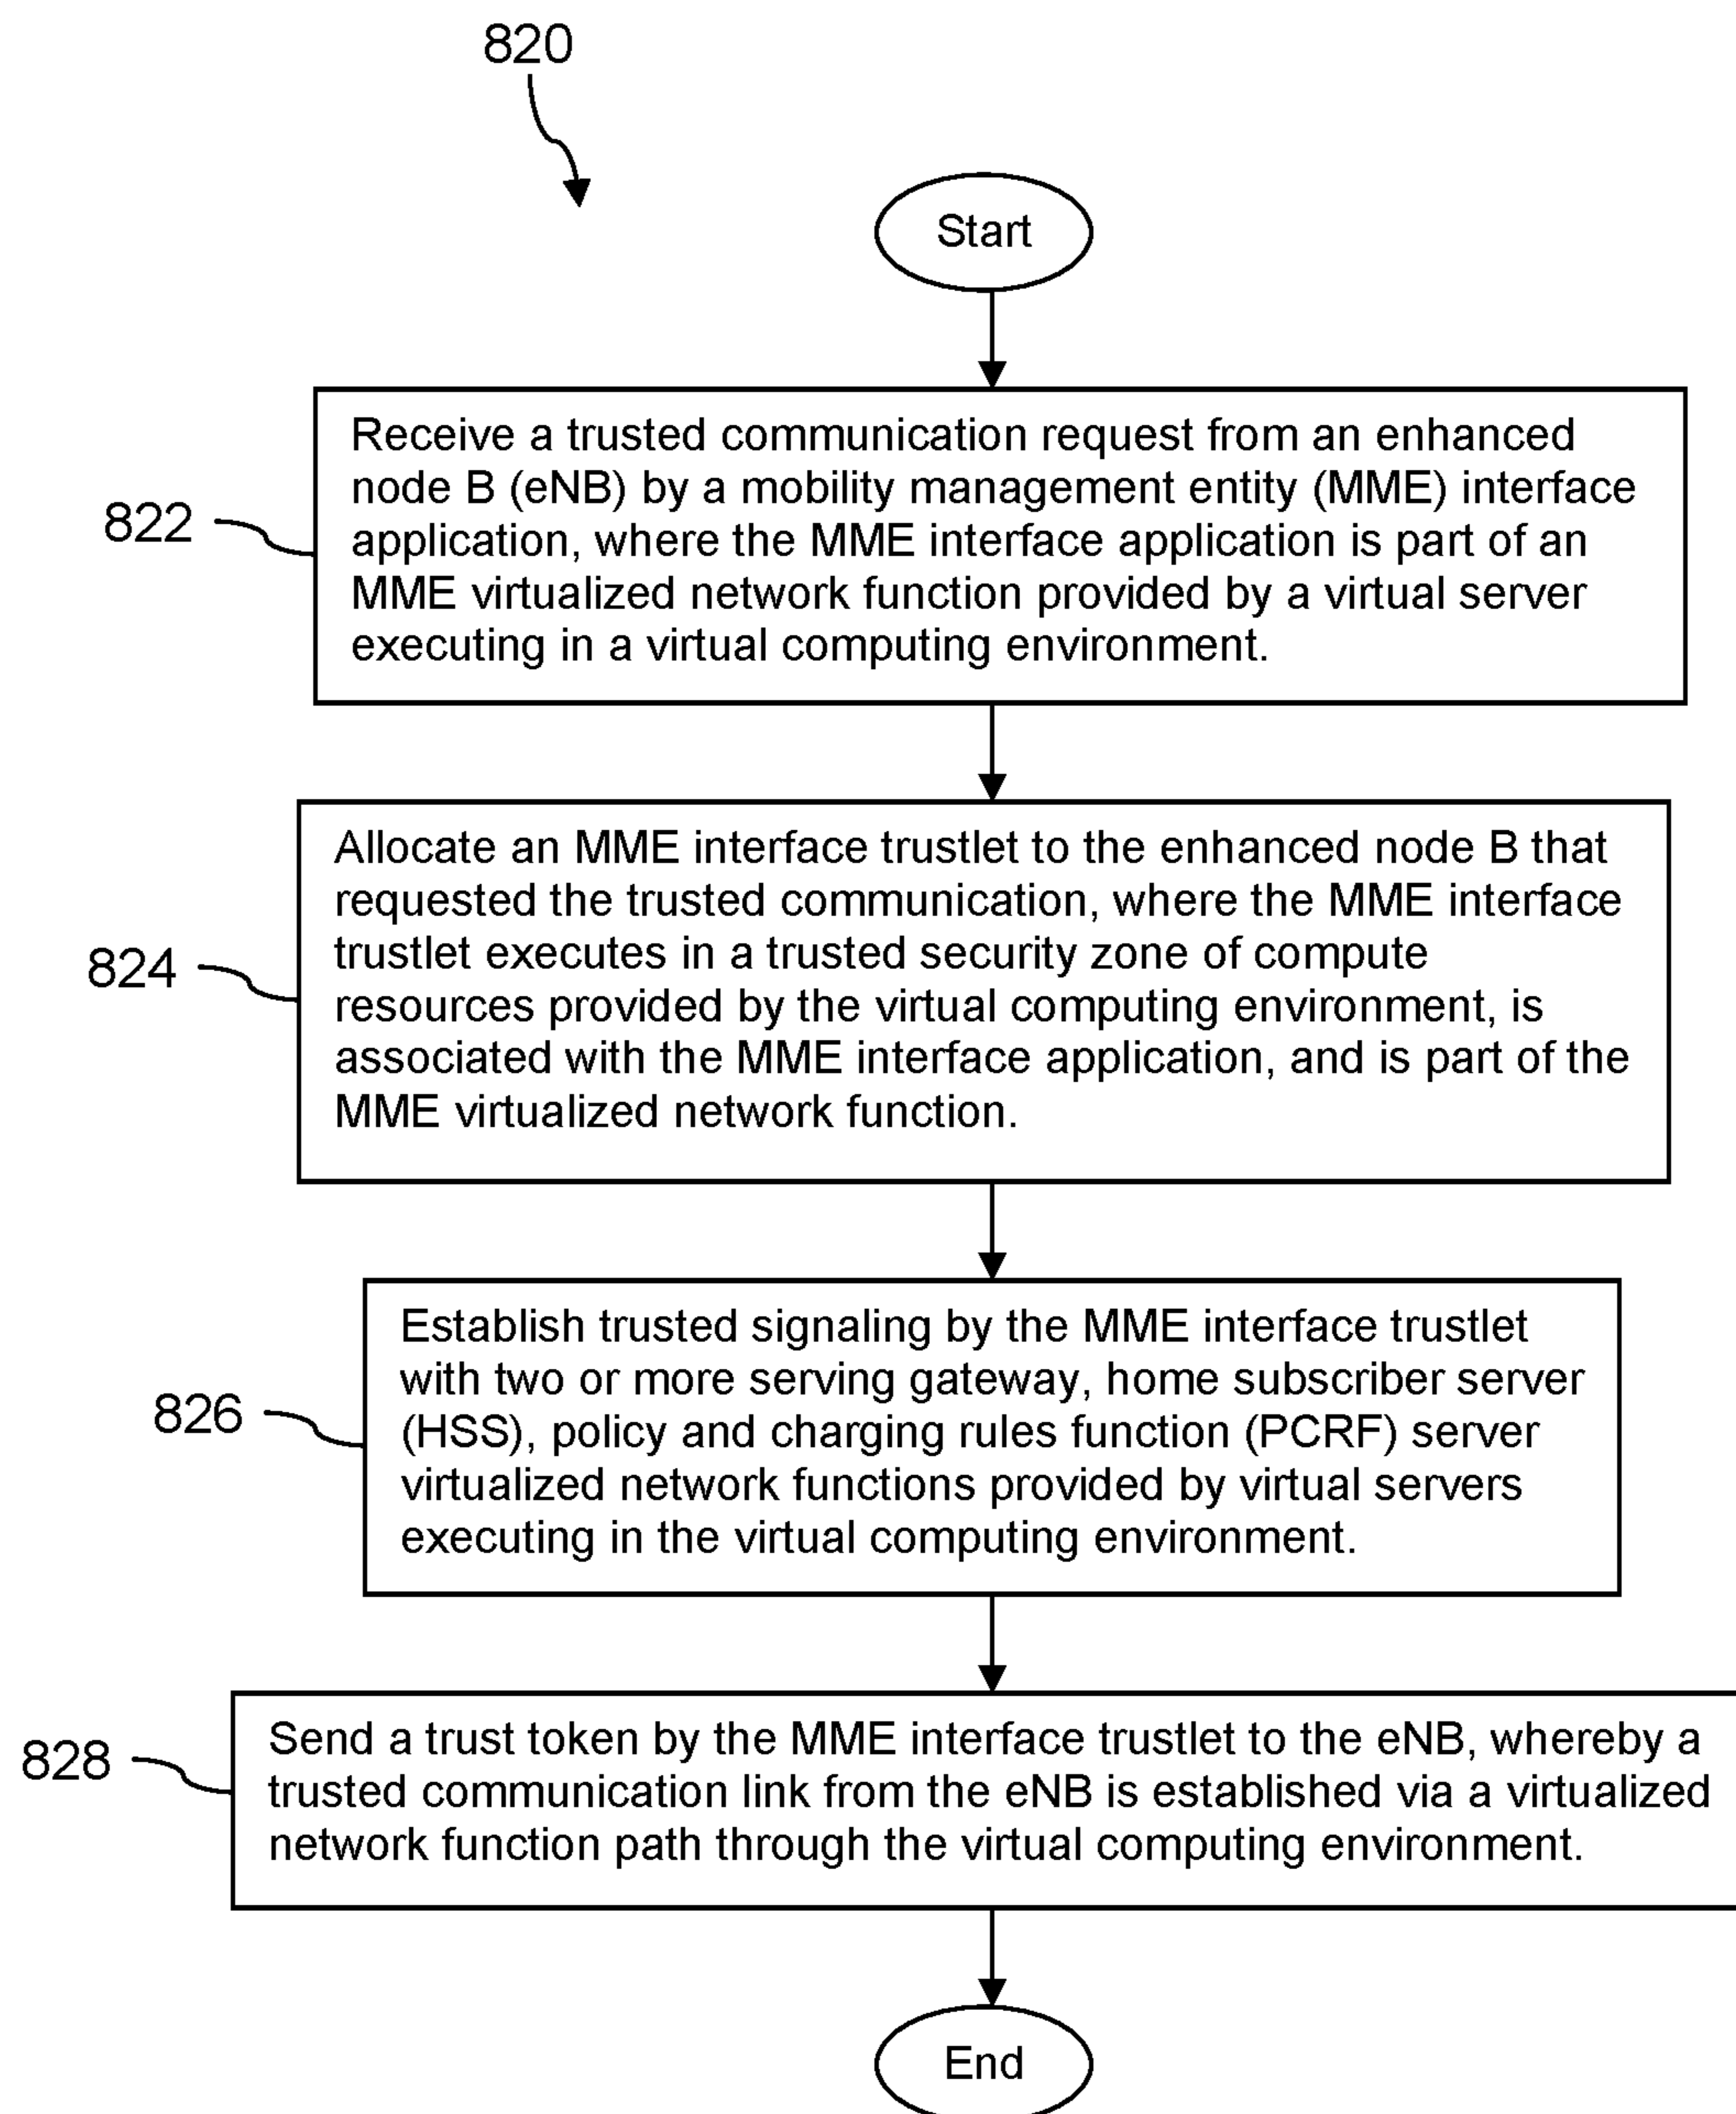 820
Start
822
Receive a trusted communication request from an enhanced
node B (eNB) by a mobility management entity (MME) interface
application, where the MME interface application is part of an
MME virtualized network function provided by a virtual server
executing in a virtual computing environment.
824
Allocate an MME interface trustlet to the enhanced node B that
requested the trusted communication, where the MME interface
trustlet executes in a trusted security zone of compute
resources provided by the virtual computing environment, is
associated with the MME interface application, and is part of the
MME virtualized network function.
826
Establish trusted signaling by the MME interface trustlet
with two or more serving gateway, home subscriber server
(HSS), policy and charging rules function (PCRF) server
virtualized network functions provided by virtual servers
executing in the virtual computing environment.
828
Send a trust token by the MME interface trustlet to the eNB, whereby a
trusted communication link from the eNB is established via a virtualized
network function path through the virtual computing environment.
End